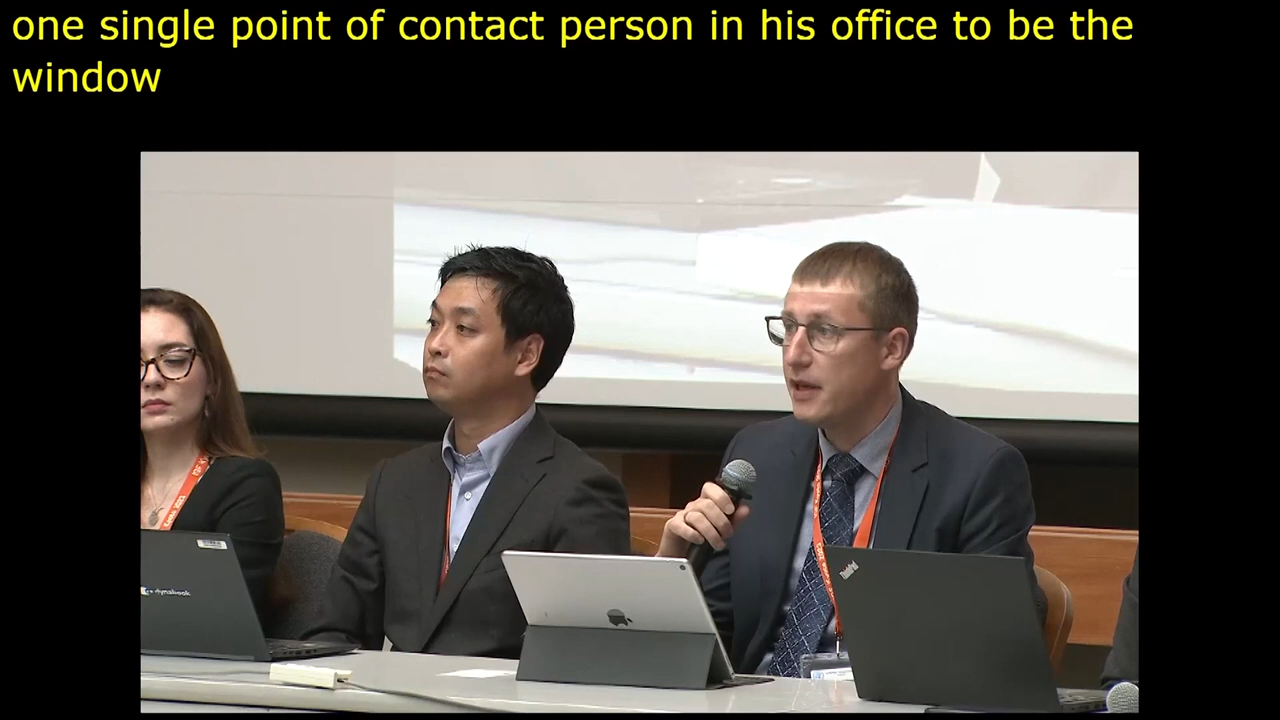 one single point of contact person in his office to be the
window
dynabook
ThinkPad